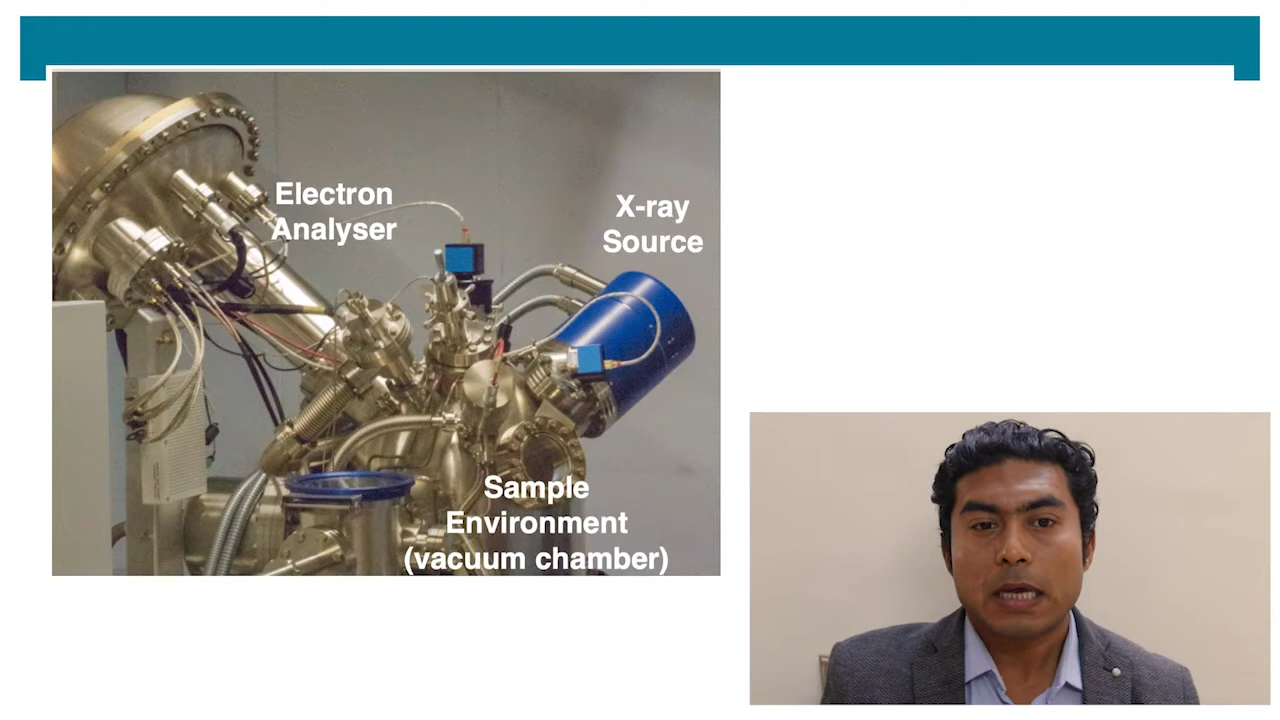 Electron
Analyser
X-ray
Source
Sample
Environment
(vacuum chamber)